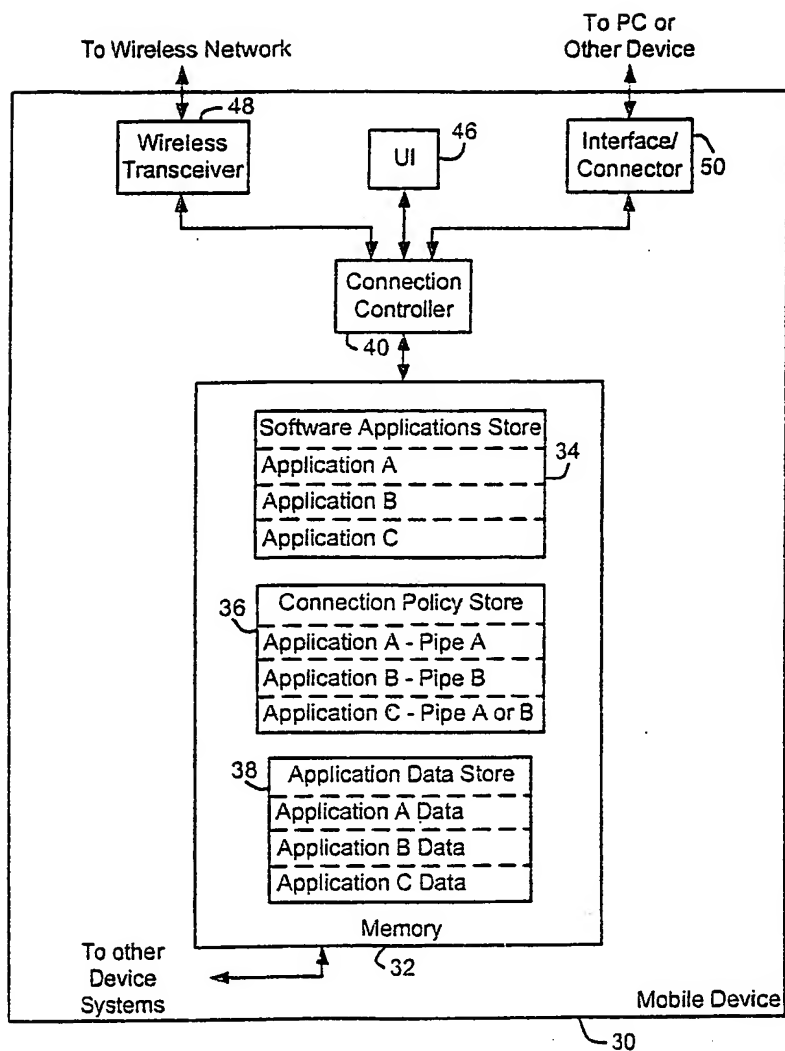 To Wireless Network
To PC or
Other Device
48
Wireless
Transceiver
46
UI
Interface/
Connector
50
Connection
Controller
40
Software Applications Store
34
Application A
Application B
Application C
36
Connection Policy Store
Application A - Pipe A
Application B - Pipe B
Application C - Pipe A or B
38
Application Data Store
Application A Data
Application B Data
Application C Data
Memory
32
To other
Device
Systems
Mobile Device
30